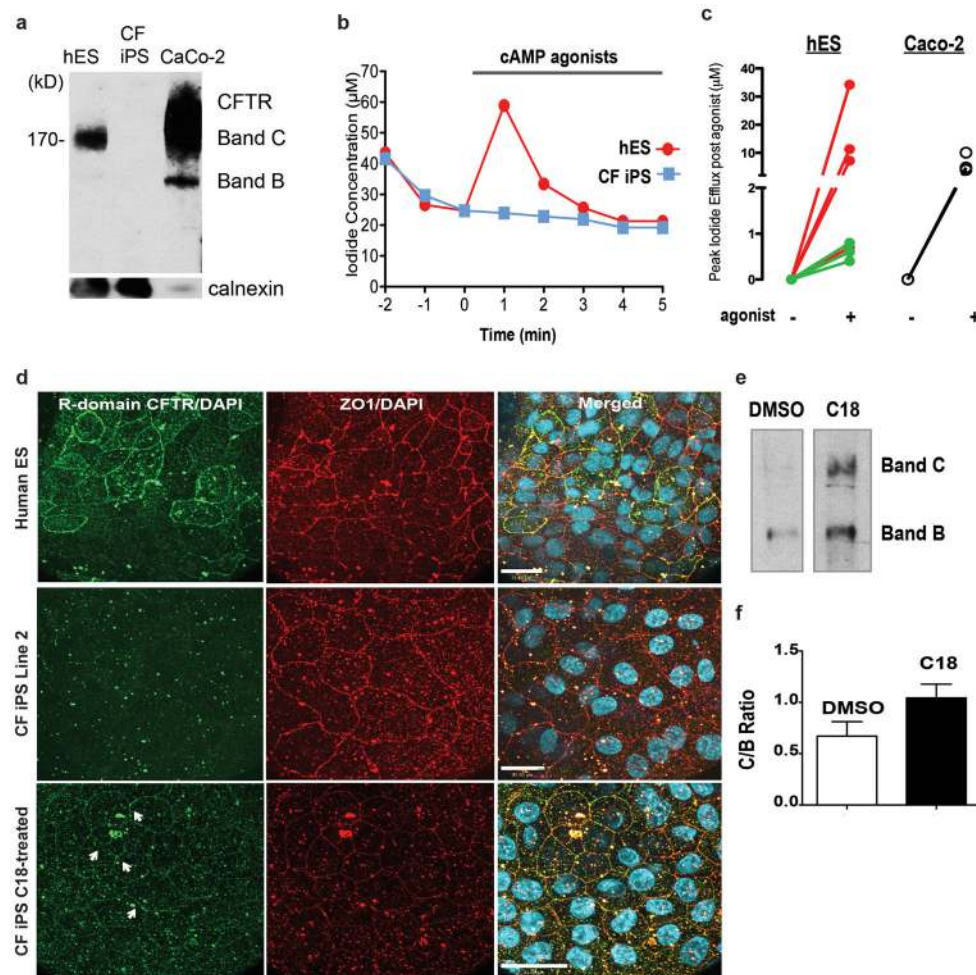 a
hES
CF
iPS
CaCo-2
(kD)
170-
CFTR
Band C
Band B
calnexin
b
cAMP agonists
Iodide Concentration (µM)
70
60
50
40
30
20
10
0
hES
CF iPS
-2 -1 0 1 2 3 4 5
Time (min)
c
hES Caco-2
Peak Iodide Efflux post agonist (µM)
40
30
20
10
0
2
1
0
agonist - + - +
d
R-domain CFTR/DAPI ZO1/DAPI Merged
Human ES
CF iPS Line 2
CF iPS C18-treated
e
DMSO C18
Band C
Band B
f
C/B Ratio
1.5
1.0
0.5
0.0
DMSO
C18